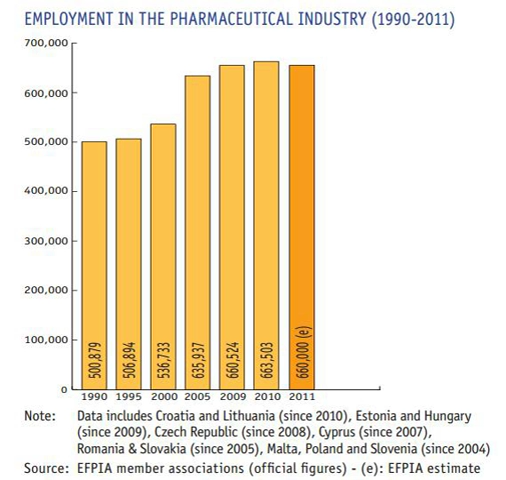 EMPLOYMENT IN THE PHARMACEUTICAL INDUSTRY (1990-2011)
700,000
600,000
500,000
400,000
300,000
200,000
100,000
0
500,879
506,894
536,733
635,937
660,524
663,503
660,000 (e)
1990 1995 2000 2005 2009 2010 2011
Note: Data includes Croatia and Lithuania (since 2010), Estonia and Hungary
(since 2009), Czech Republic (since 2008), Cyprus (since 2007),
Romania & Slovakia (since 2005), Malta, Poland and Slovenia (since 2004)
Source: EFPIA member associations (official figures) - (e): EFPIA estimate